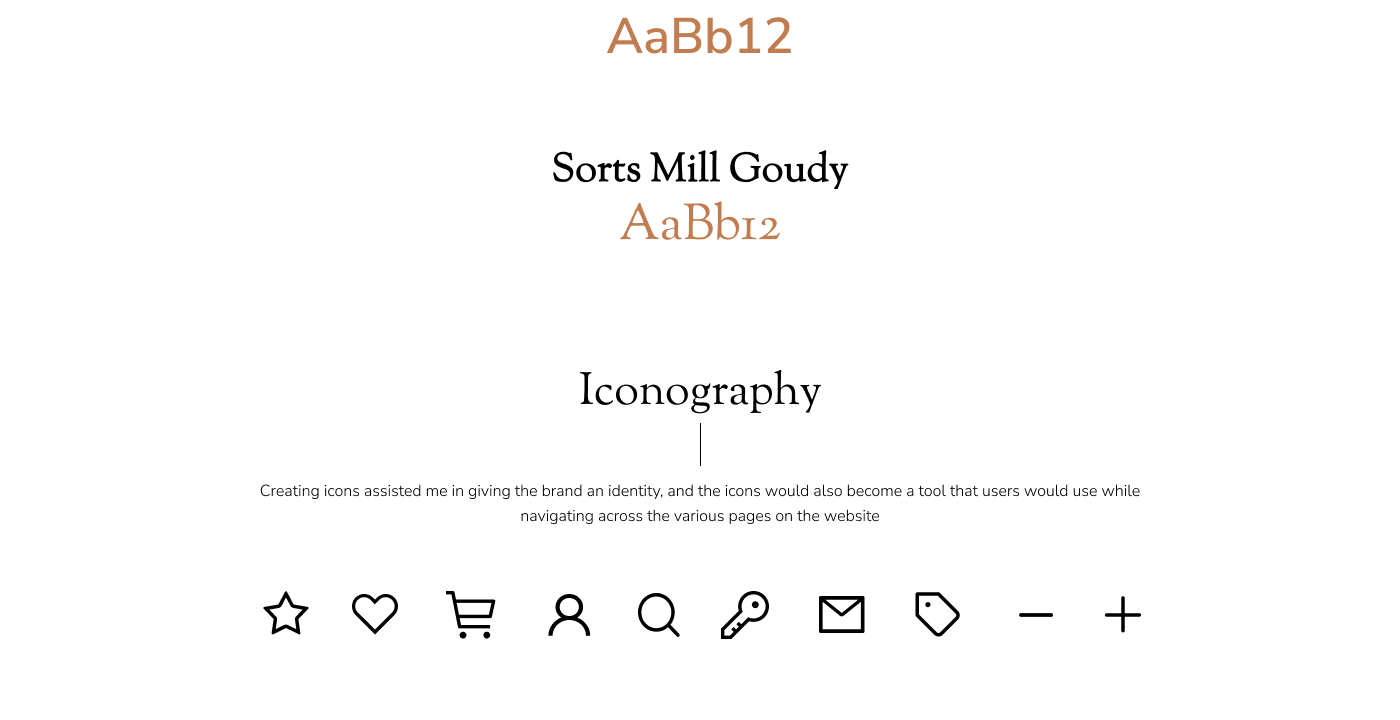 AaBb12
Sorts Mill Goudy
AaBb12
Iconography
Creating icons assisted me in giving the brand an identity, and the icons would also become a tool that users would use while
navigating across the various pages on the website